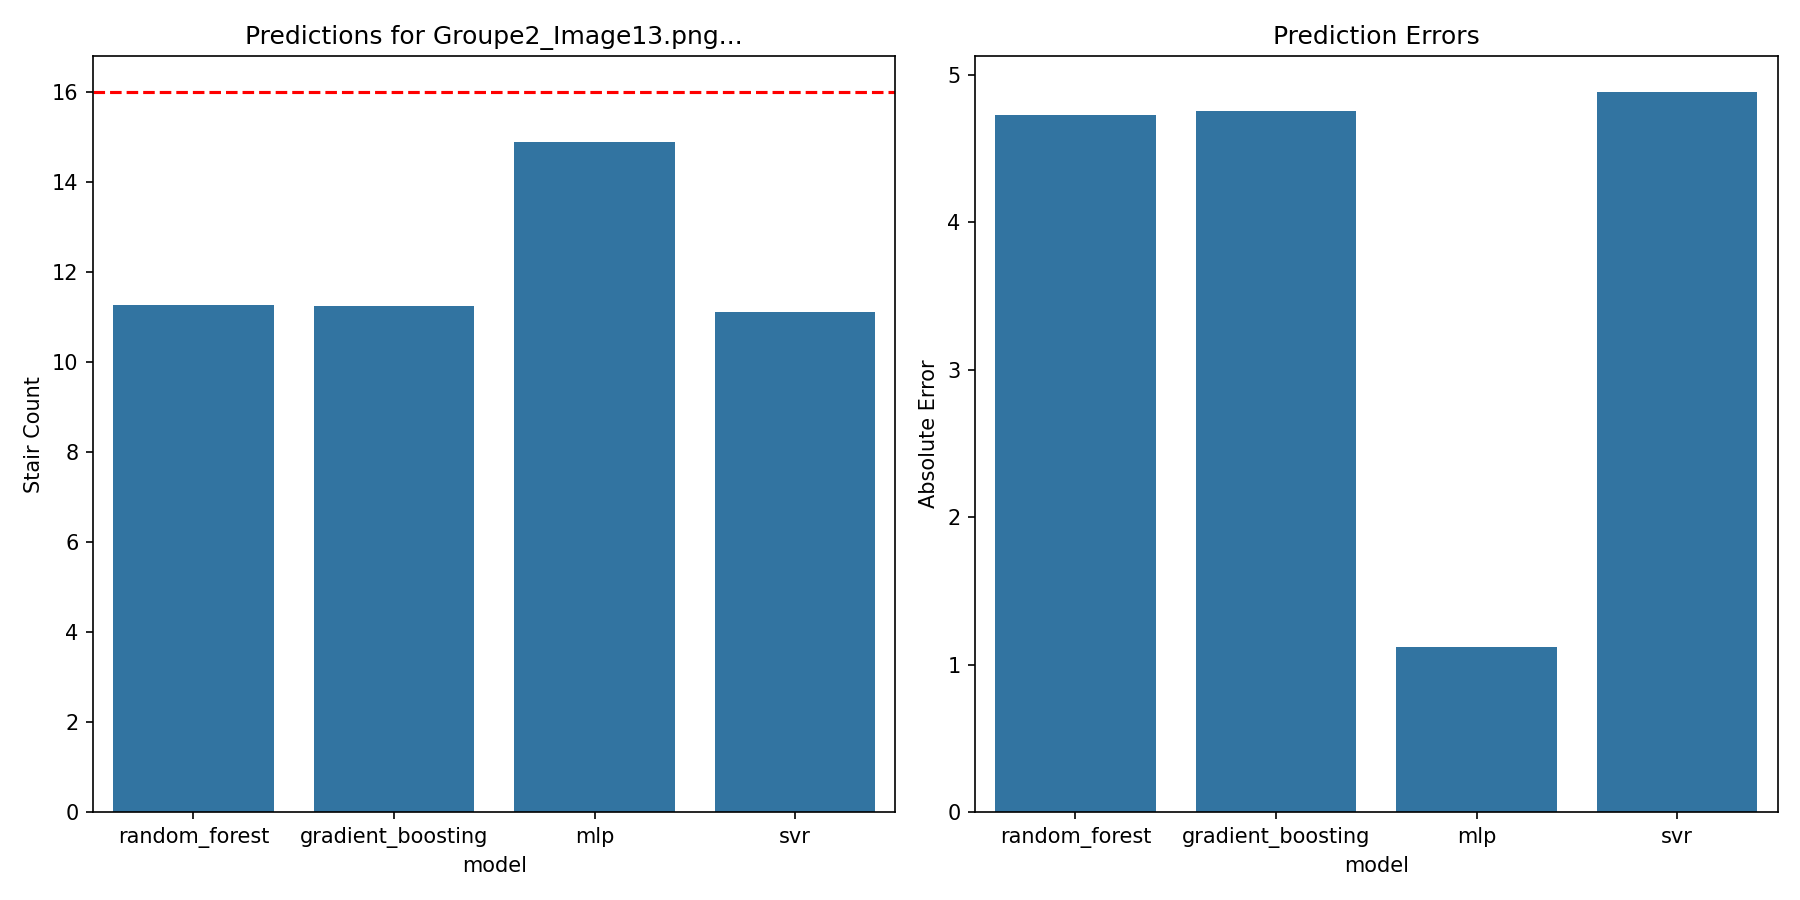 Predictions for Groupe2_Image13.png...
Stair Count
16
14
12
10
8
6
4
2
0
random_forest gradient_boosting mlp svr
model
Prediction Errors
Absolute Error
5
4
3
2
1
0
random_forest gradient_boosting mlp svr
model